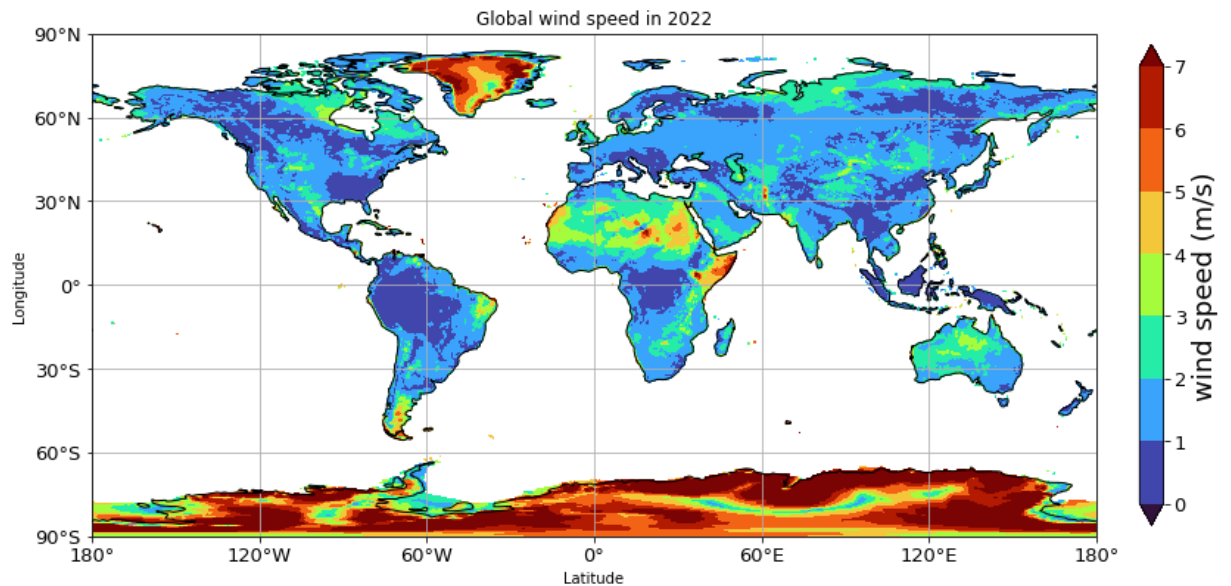 Global wind speed in 2022
90°N
60°N
30°N
0°
30°S
60°S
90°S
Longitude
180°
120°W
60°W
0°
60°E
120°E
180°
Latitude
7
6
5
4
3
2
1
0
wind speed (m/s)